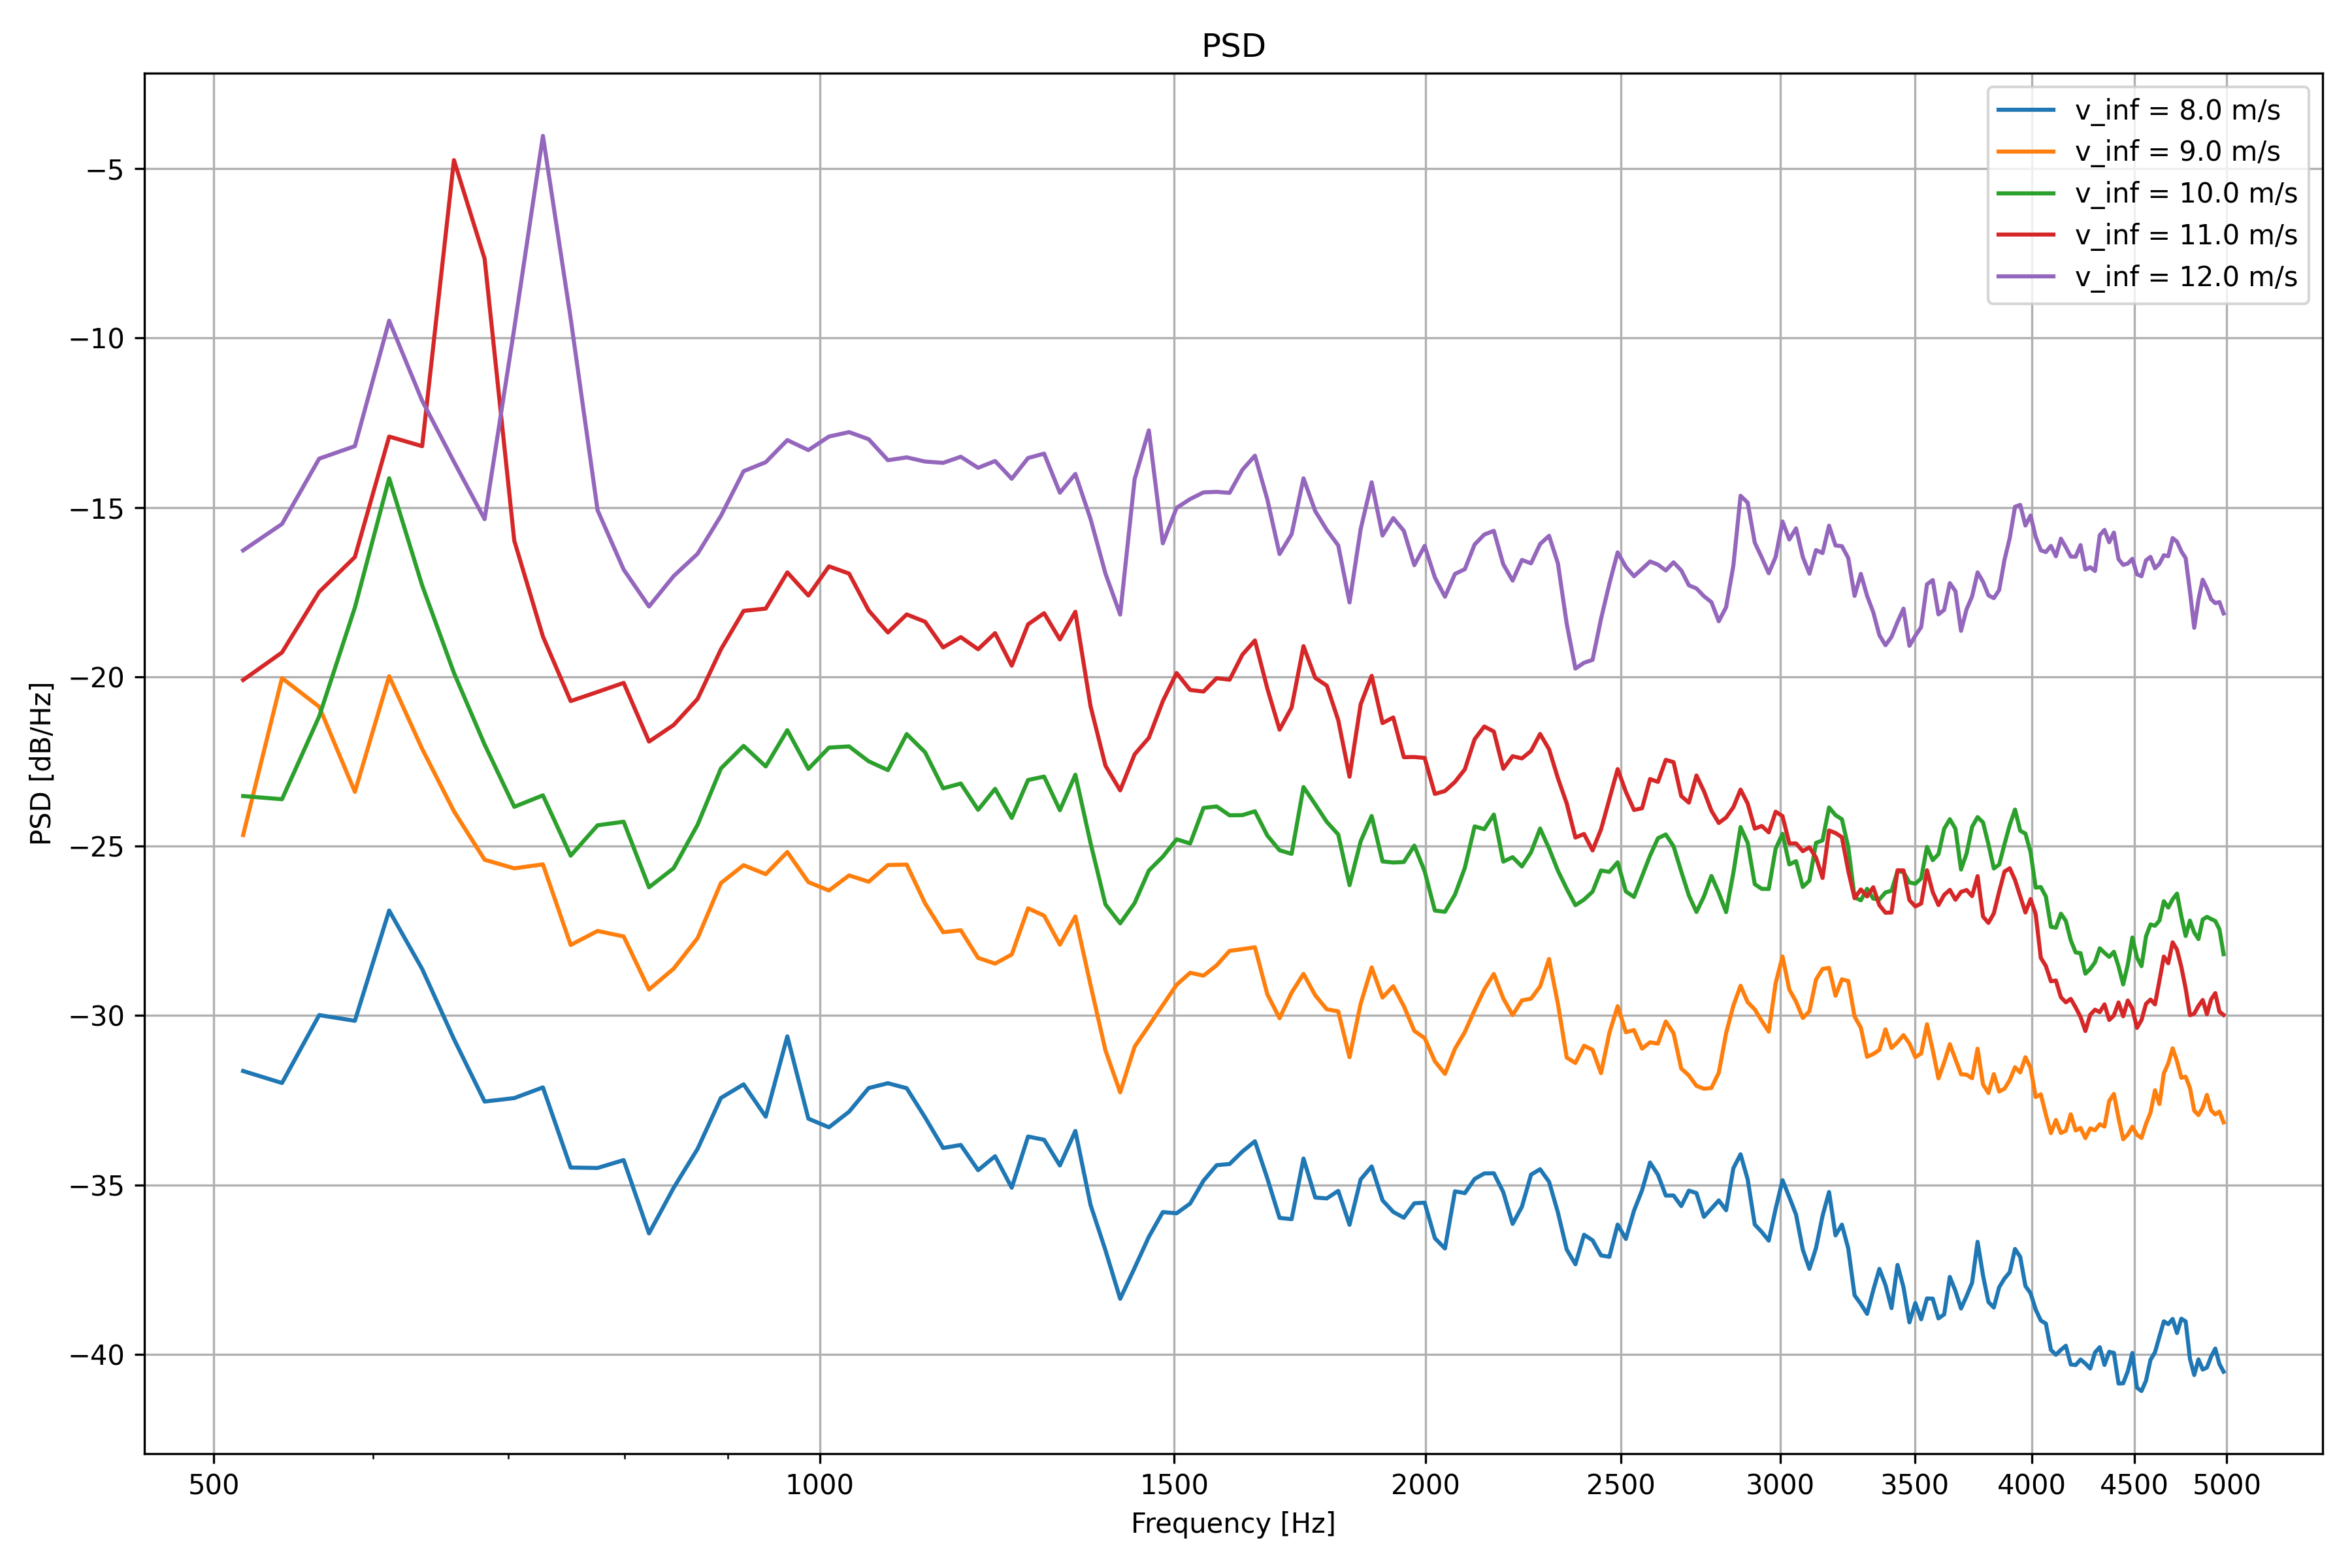 PSD
v_inf = 8.0 m/s
v_inf = 9.0 m/s
v_inf = 10.0 m/s
v_inf = 11.0 m/s
v_inf = 12.0 m/s
−5
−10
−15
−20
−25
−30
−35
−40
PSD [dB/Hz]
500 1000 1500 2000 2500 3000 3500 4000 4500 5000
Frequency [Hz]